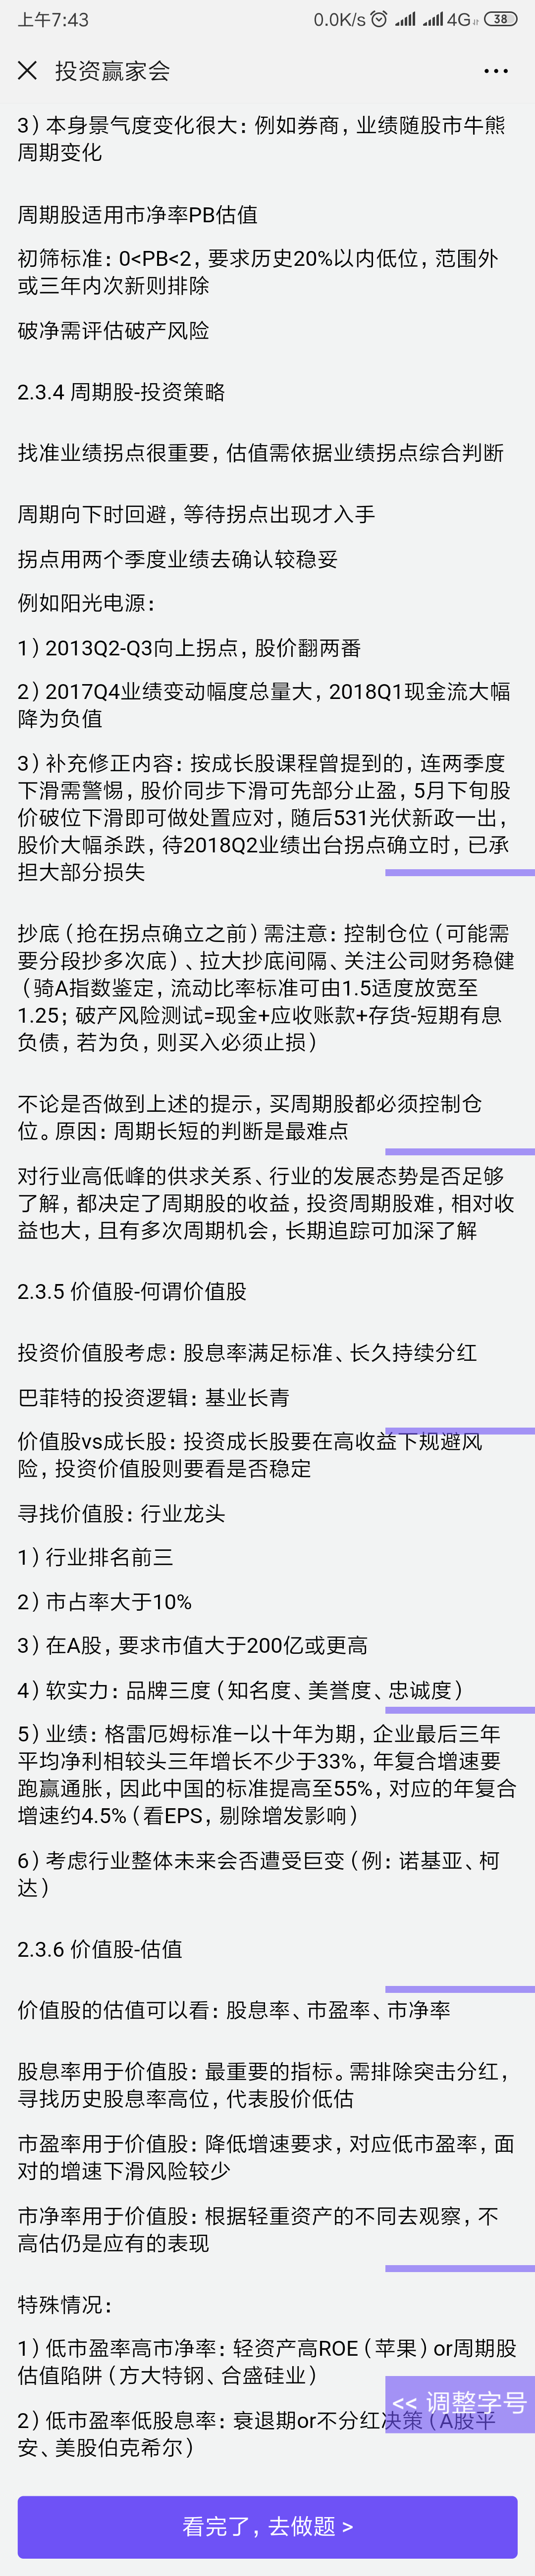 上午7:43
0.0K/s 4G 38
投资赢家会
3）本身景气度变化很大：例如券商，业绩随股市牛熊
周期变化
周期股适用市净率PB估值
初筛标准：0<PB<2，要求历史20%以内低位，范围外
或三年内次新则排除
破净需评估破产风险
2.3.4 周期股-投资策略
找准业绩拐点很重要，估值需依据业绩拐点综合判断
周期向下时回避，等待拐点出现才入手
拐点用两个季度业绩去确认较稳妥
例如阳光电源：
1）2013Q2-Q3向上拐点，股价翻两番
2）2017Q4业绩变动幅度总量大，2018Q1现金流大幅
降为负值
3）补充修正内容：按成长股课程曾提到的，连两季度
下滑需警惕，股价同步下滑可先部分止盈，5月下旬股
价破位下滑即可做处置应对，随后531光伏新政一出，
股价大幅杀跌，待2018Q2业绩出台拐点确立时，已承
担大部分损失
抄底（抢在拐点确立之前）需注意：控制仓位（可能需
要分段抄多次底）、拉大抄底间隔、关注公司财务稳健
（骑A指数鉴定，流动比率标准可由1.5适度放宽至
1.25；破产风险测试=现金+应收账款+存货-短期有息
负债，若为负，则买入必须止损）
不论是否做到上述的提示，买周期股都必须控制仓
位。原因：周期长短的判断是最难点
对行业高低峰的供求关系、行业的发展态势是否足够
了解，都决定了周期股的收益，投资周期股难，相对收
益也大，且有多次周期机会，长期追踪可加深了解
2.3.5 价值股-何谓价值股
投资价值股考虑：股息率满足标准、长久持续分红
巴菲特的投资逻辑：基业长青
价值股vs成长股：投资成长股要在高收益下规避风
险，投资价值股则要看是否稳定
寻找价值股：行业龙头
1）行业排名前三
2）市占率大于10%
3）在A股，要求市值大于200亿或更高
4）软实力：品牌三度（知名度、美誉度、忠诚度）
5）业绩：格雷厄姆标准—以十年为期，企业最后三年
平均净利相较头三年增长不少于33%，年复合增速要
跑赢通胀，因此中国的标准提高至55%，对应的年复合
增速约4.5%（看EPS，剔除增发影响）
6）考虑行业整体未来会否遭受巨变（例：诺基亚、柯
达）
2.3.6 价值股-估值
价值股的估值可以看：股息率、市盈率、市净率
股息率用于价值股：最重要的指标。需排除突击分红，
寻找历史股息率高位，代表股价低估
市盈率用于价值股：降低增速要求，对应低市盈率，面
对的增速下滑风险较少
市净率用于价值股：根据轻重资产的不同去观察，不
高估仍是应有的表现
特殊情况：
1）低市盈率高市净率：轻资产高ROE（苹果）or周期股
估值陷阱（方大特钢、合盛硅业）
<< 调整字号
2）低市盈率低股息率：衰退期or不分红决策（A股平
安、美股伯克希尔）
看完了，去做题 >